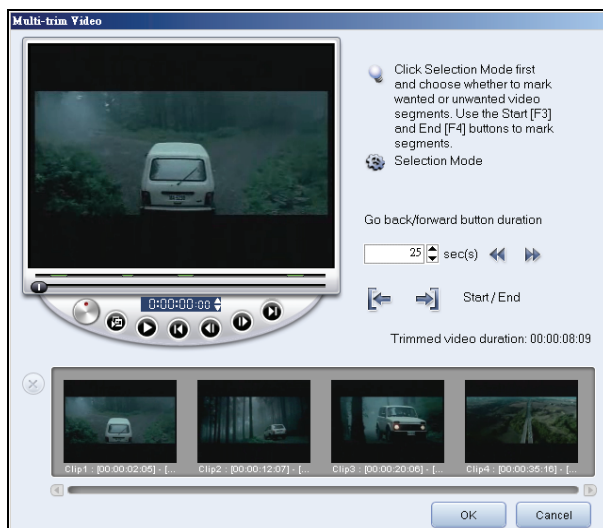 Multi-trim Video
Click Selection Mode first
and choose whether to mark
wanted or unwanted video
segments. Use the Start [F3]
and End [F4] buttons to mark
segments.
Selection Mode
Go back/forward button duration
25 sec(s)
0:00:00:00
Start / End
Trimmed video duration: 00:00:08:09
Clip1 : [00:00:02:05] - [...
Clip2 : [00:00:12:07] - [...
Clip3 : [00:00:20:06] - [...
Clip4 : [00:00:35:16] - [...
OK
Cancel